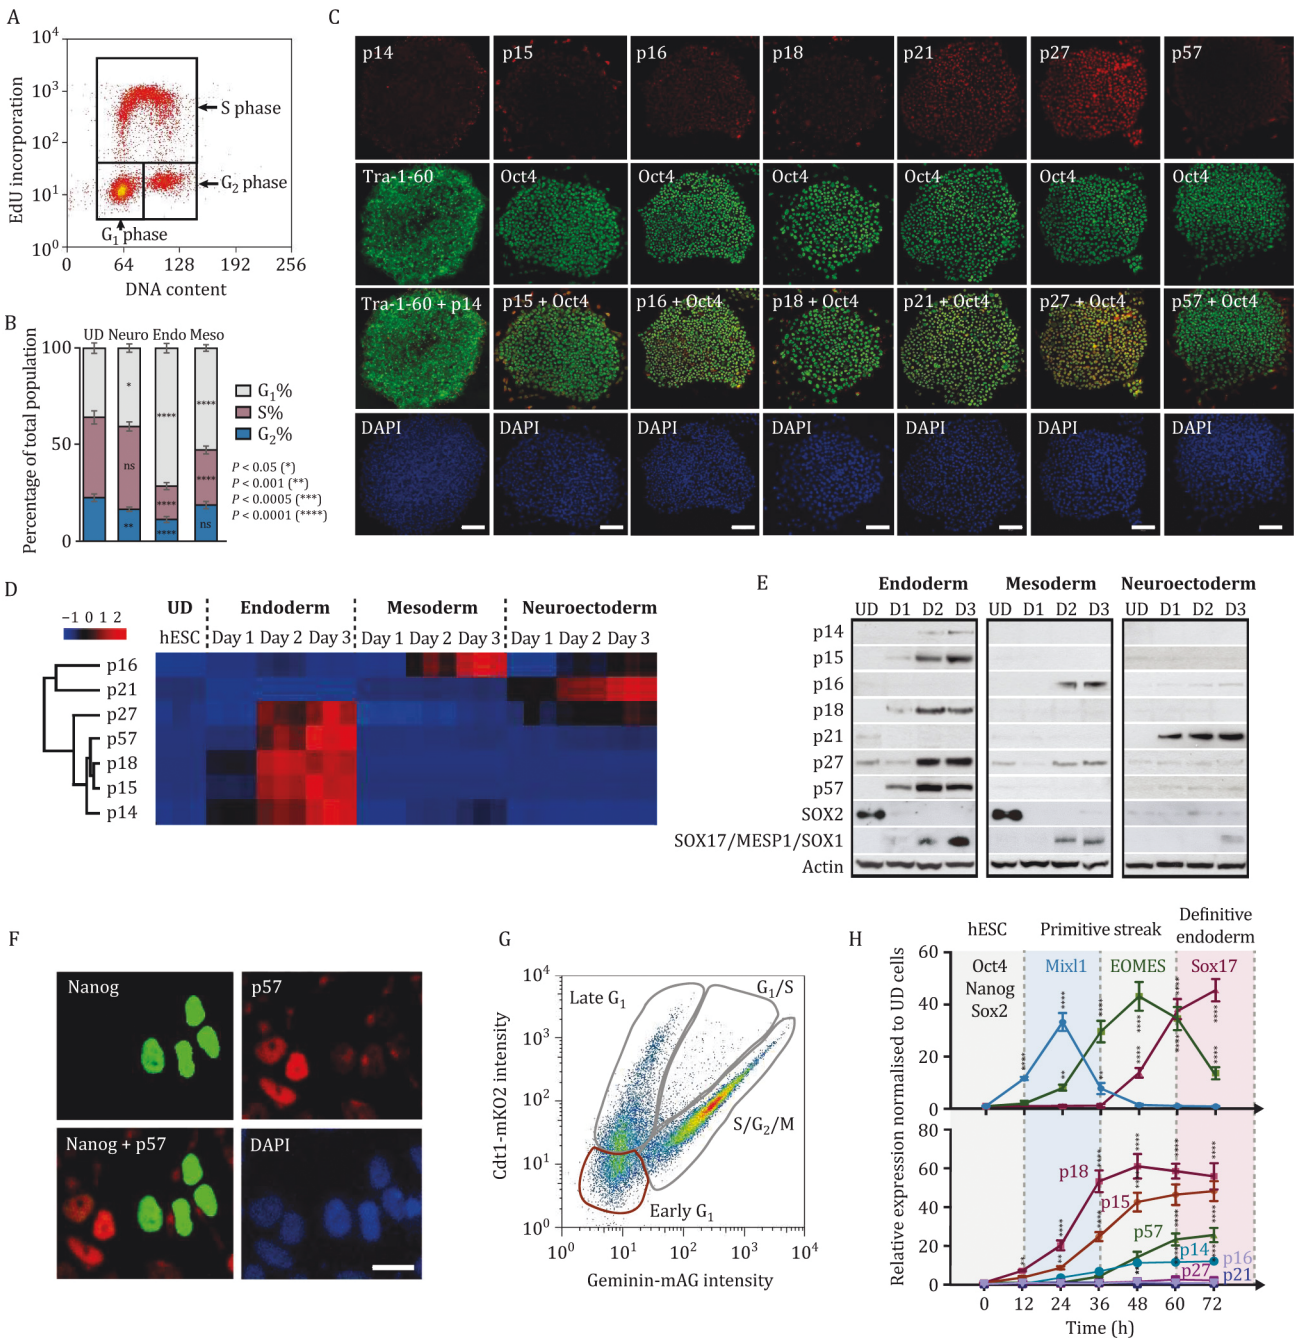 A
10⁴
10³
10²
10¹
10⁰
EdU incorporation
S phase
G₂ phase
G₁ phase
0 64 128 192 256
DNA content
B
UD Neuro Endo Meso
100
50
0
Percentage of total population
* **** ****
ns **** ****
** **** ns
G₁%
S%
G₂%
P < 0.05 (*)
P < 0.001 (**)
P < 0.0005 (***)
P < 0.0001 (****)
C
p14 p15 p16 p18 p21 p27 p57
Tra-1-60 Oct4 Oct4 Oct4 Oct4 Oct4 Oct4
Tra-1-60 + p14 p15 + Oct4 p16 + Oct4 p18 + Oct4 p21 + Oct4 p27 + Oct4 p57 + Oct4
DAPI DAPI DAPI DAPI DAPI DAPI DAPI
D
−1 0 1 2
UD Endoderm Mesoderm Neuroectoderm
hESC Day 1 Day 2 Day 3 Day 1 Day 2 Day 3 Day 1 Day 2 Day 3
p16
p21
p27
p57
p18
p15
p14
E
Endoderm Mesoderm Neuroectoderm
UD D1 D2 D3 UD D1 D2 D3 UD D1 D2 D3
p14
p15
p16
p18
p21
p27
p57
SOX2
SOX17/MESP1/SOX1
Actin
F
Nanog p57
Nanog + p57 DAPI
G
10⁴
10³
10²
10¹
10⁰
Cdt1-mKO2 intensity
Late G₁
G₁/S
S/G₂/M
Early G₁
10⁰ 10¹ 10² 10³ 10⁴
Geminin-mAG intensity
H
hESC Primitive streak Definitive
endoderm
60
40
20
0
Oct4
Nanog
Sox2
Mixl1 EOMES Sox17
Relative expression normalised to UD cells
80
60
40
20
0
p18
p15
p57
p14
p16
p27
p21
0 12 24 36 48 60 72
Time (h)